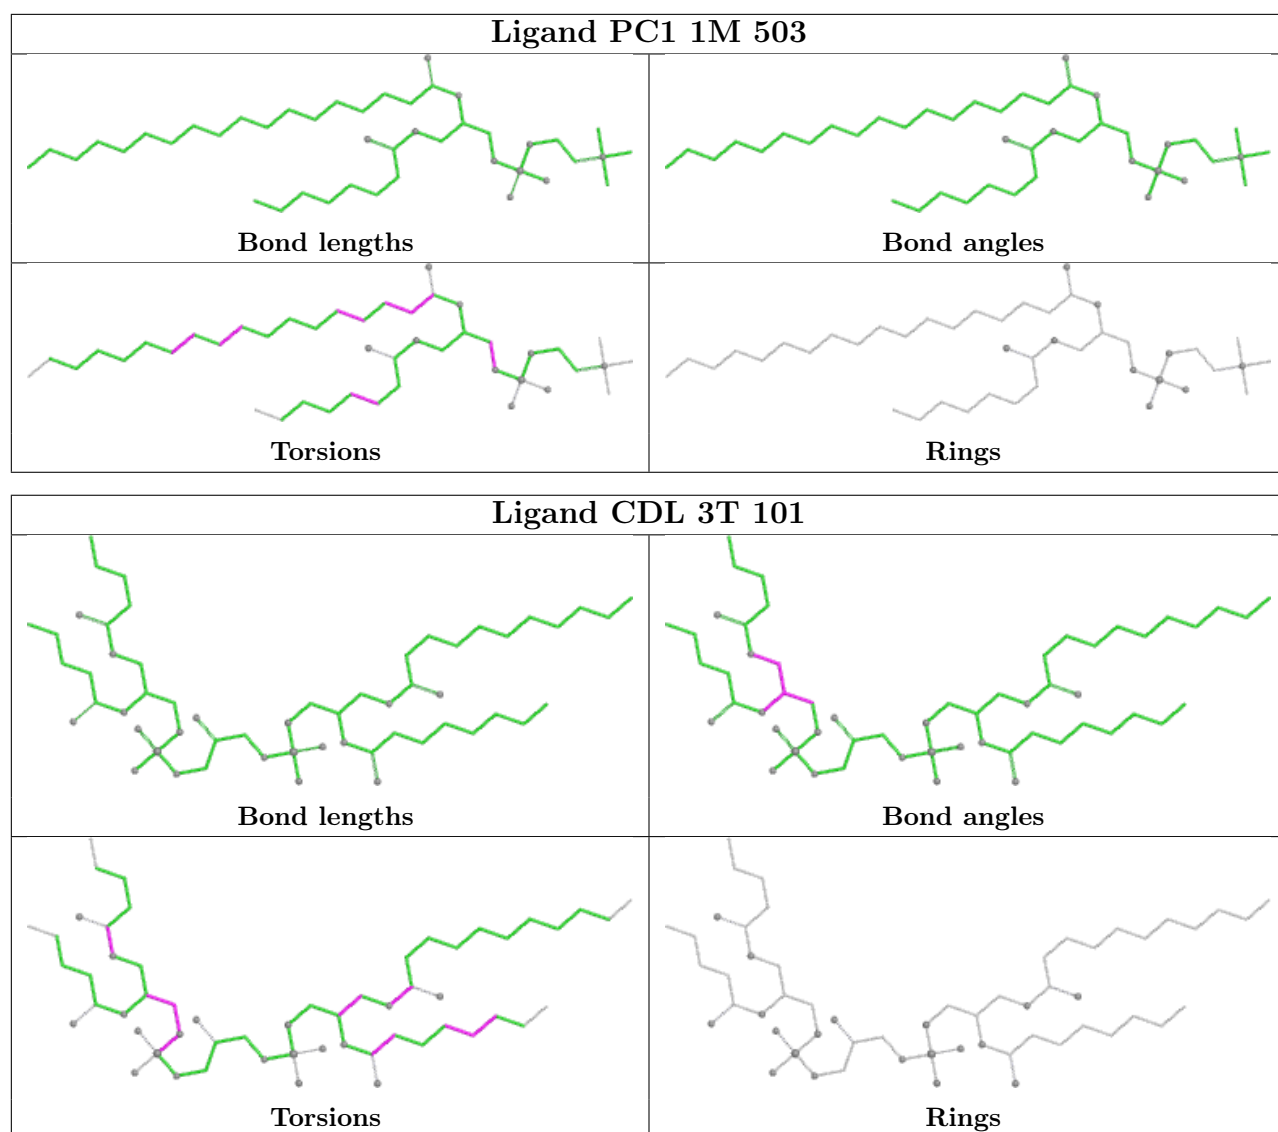 Ligand PC1 1M 503
Bond lengths
Bond angles
Torsions
Rings
Ligand CDL 3T 101
Bond lengths
Bond angles
Torsions
Rings